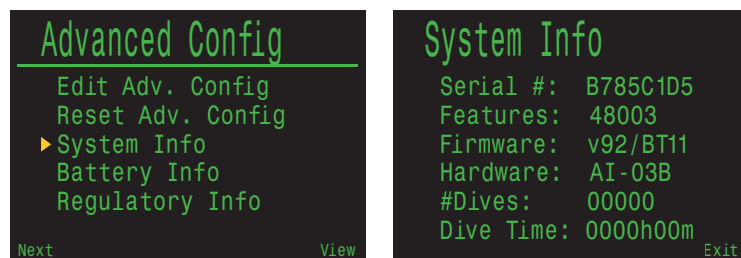 Advanced Config
Edit Adv. Config
Reset Adv. Config
System Info
Battery Info
Regulatory Info
Next View
System Info
Serial #: B785C1D5
Features: 48003
Firmware: v92/BT11
Hardware: AI-03B
#Dives: 00000
Dive Time: 0000h00m
Exit